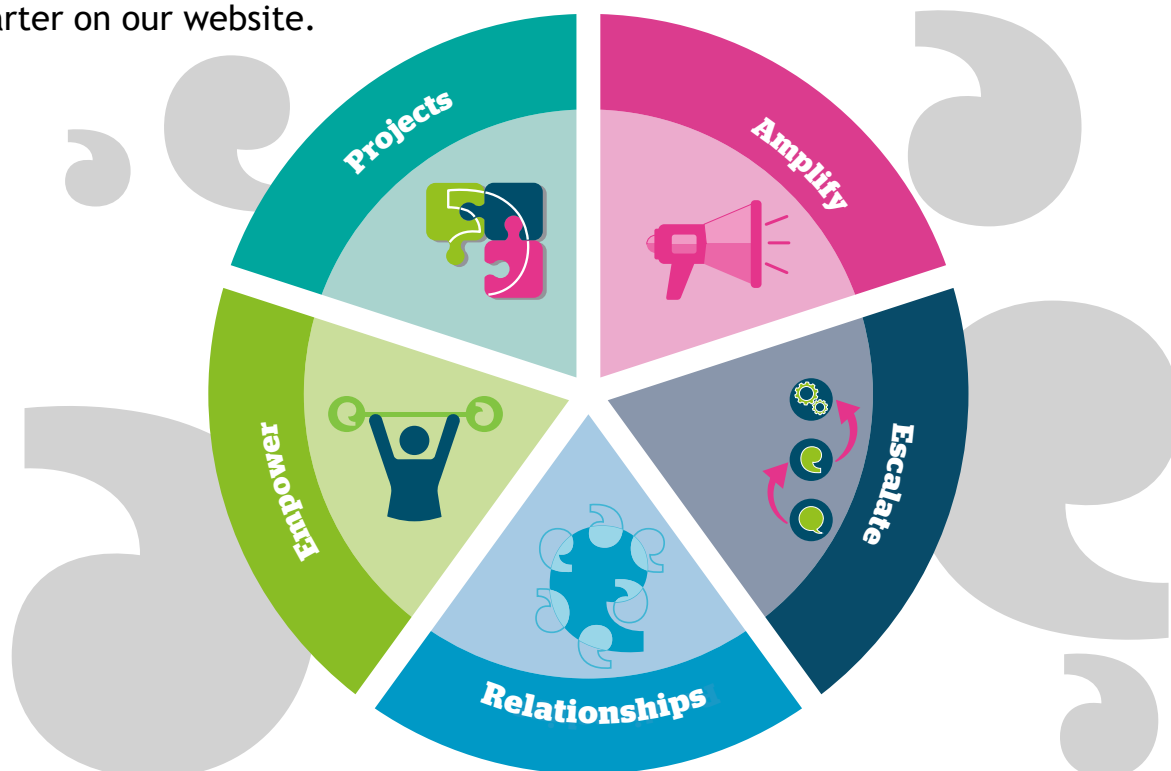 arter on our website.
Projects
Amplify
Escalate
Relationships
Empower